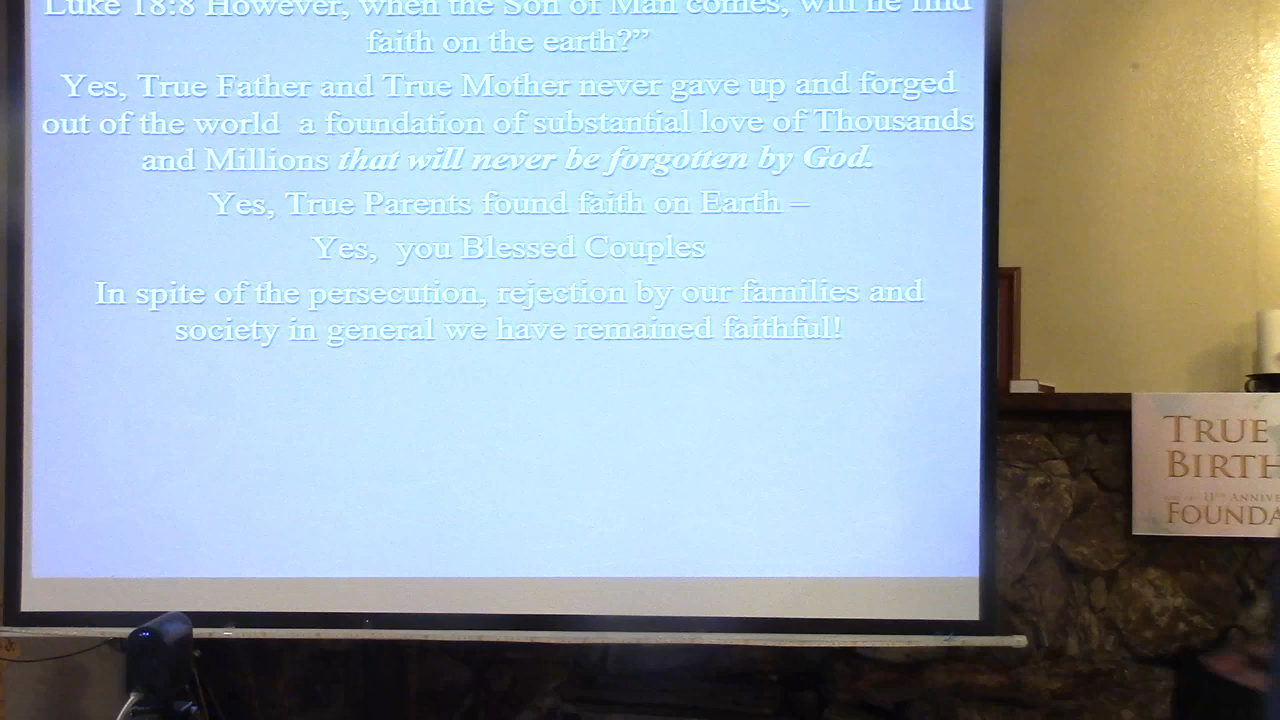 Luke 18:8 However, when the Son of Man comes, will he find
faith on the earth?”
Yes, True Father and True Mother never gave up and forged
out of the world a foundation of substantial love of Thousands
and Millions that will never be forgotten by God.
Yes, True Parents found faith on Earth –
Yes, you Blessed Couples
In spite of the persecution, rejection by our families and
society in general we have remained faithful!
TRUE
BIRTH
11TH ANNIVE
FOUNDA